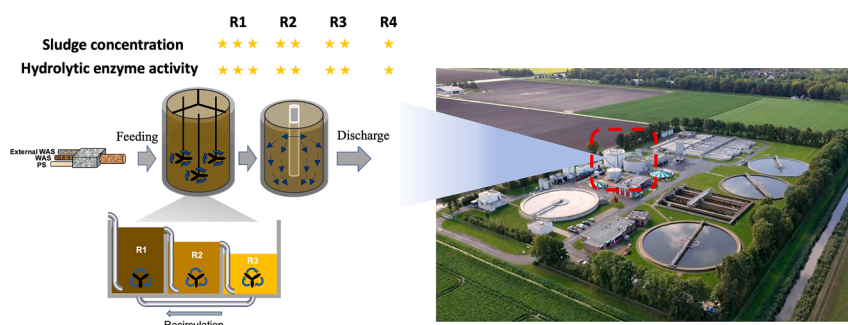 R1 R2 R3 R4
Sludge concentration ★★★ ★★ ★★ ★
Hydrolytic enzyme activity ★★★ ★★ ★★ ★
Feeding
Discharge
External WAS
WAS
PS
R1
R2
R3
Recirculation